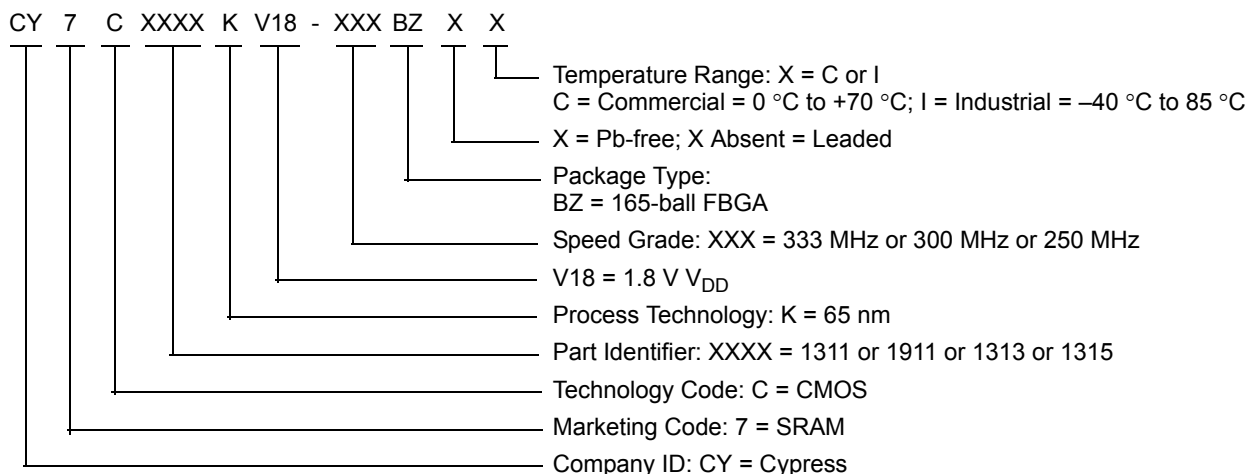 CY 7 C XXXX K V18 - XXX BZ X X
Temperature Range: X = C or I
C = Commercial = 0 °C to +70 °C; I = Industrial = –40 °C to 85 °C
X = Pb-free; X Absent = Leaded
Package Type:
BZ = 165-ball FBGA
Speed Grade: XXX = 333 MHz or 300 MHz or 250 MHz
V18 = 1.8 V VDD
Process Technology: K = 65 nm
Part Identifier: XXXX = 1311 or 1911 or 1313 or 1315
Technology Code: C = CMOS
Marketing Code: 7 = SRAM
Company ID: CY = Cypress